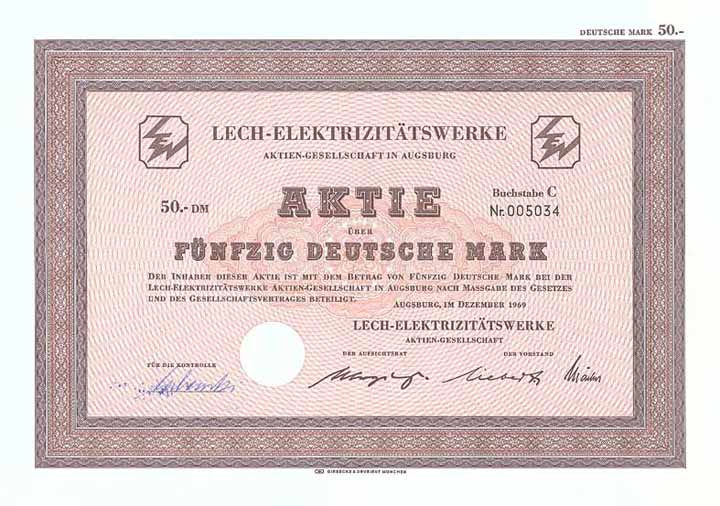 DEUTSCHE MARK 50.-
LEW
LEW
LECH-ELEKTRIZITÄTSWERKE
AKTIEN-GESELLSCHAFT IN AUGSBURG
50.- DM
AKTIE
Buchstabe C
Nr. 005034
ÜBER
FÜNFZIG DEUTSCHE MARK
DER INHABER DIESER AKTIE IST MIT DEM BETRAG VON FÜNFZIG DEUTSCHE MARK BEI DER
LECH-ELEKTRIZITÄTSWERKE AKTIEN-GESELLSCHAFT IN AUGSBURG NACH MASSGABE DES GESETZES
UND DES GESELLSCHAFTSVERTRAGES BETEILIGT.
AUGSBURG, IM DEZEMBER 1969
LECH-ELEKTRIZITÄTSWERKE
AKTIEN-GESELLSCHAFT
FÜR DIE KONTROLLE
DER AUFSICHTSRAT
DER VORSTAND
GIESECKE & DEVRIENT MÜNCHEN